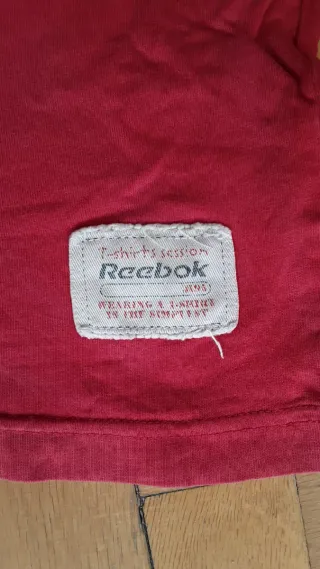 T-shirts session
Reebok
WEARING A T-SHIRT
IS THE SIMPLEST